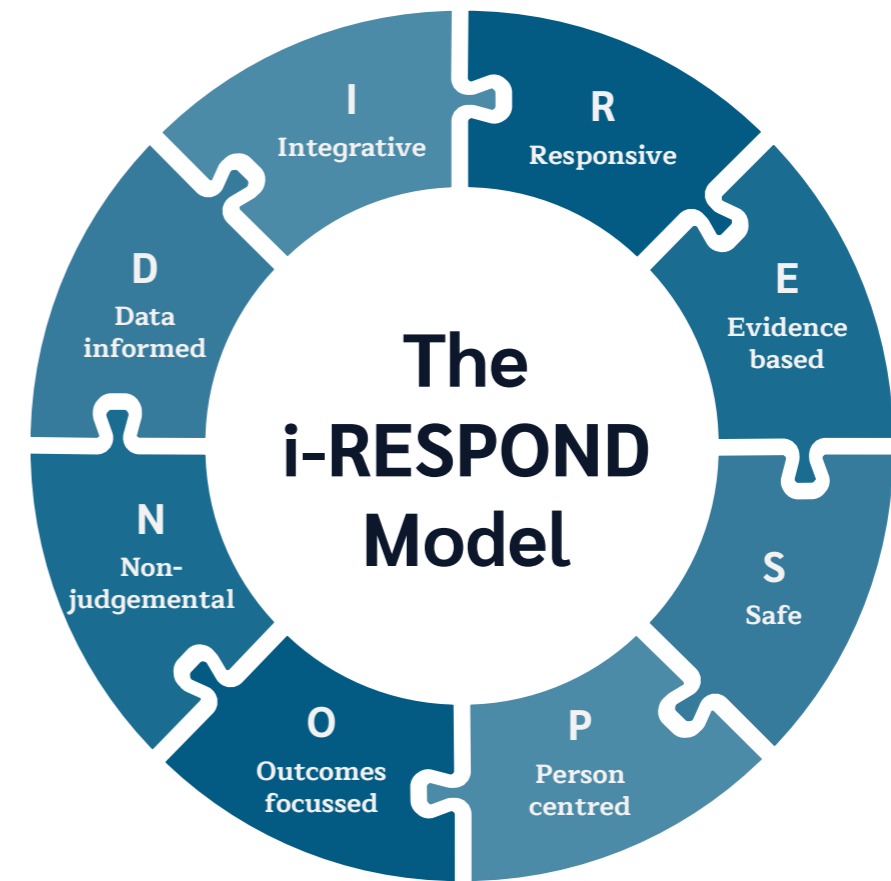 The
i-RESPOND
Model
I
Integrative
R
Responsive
E
Evidence
based
S
Safe
P
Person
centred
O
Outcomes
focussed
N
Non-
judgemental
D
Data
informed